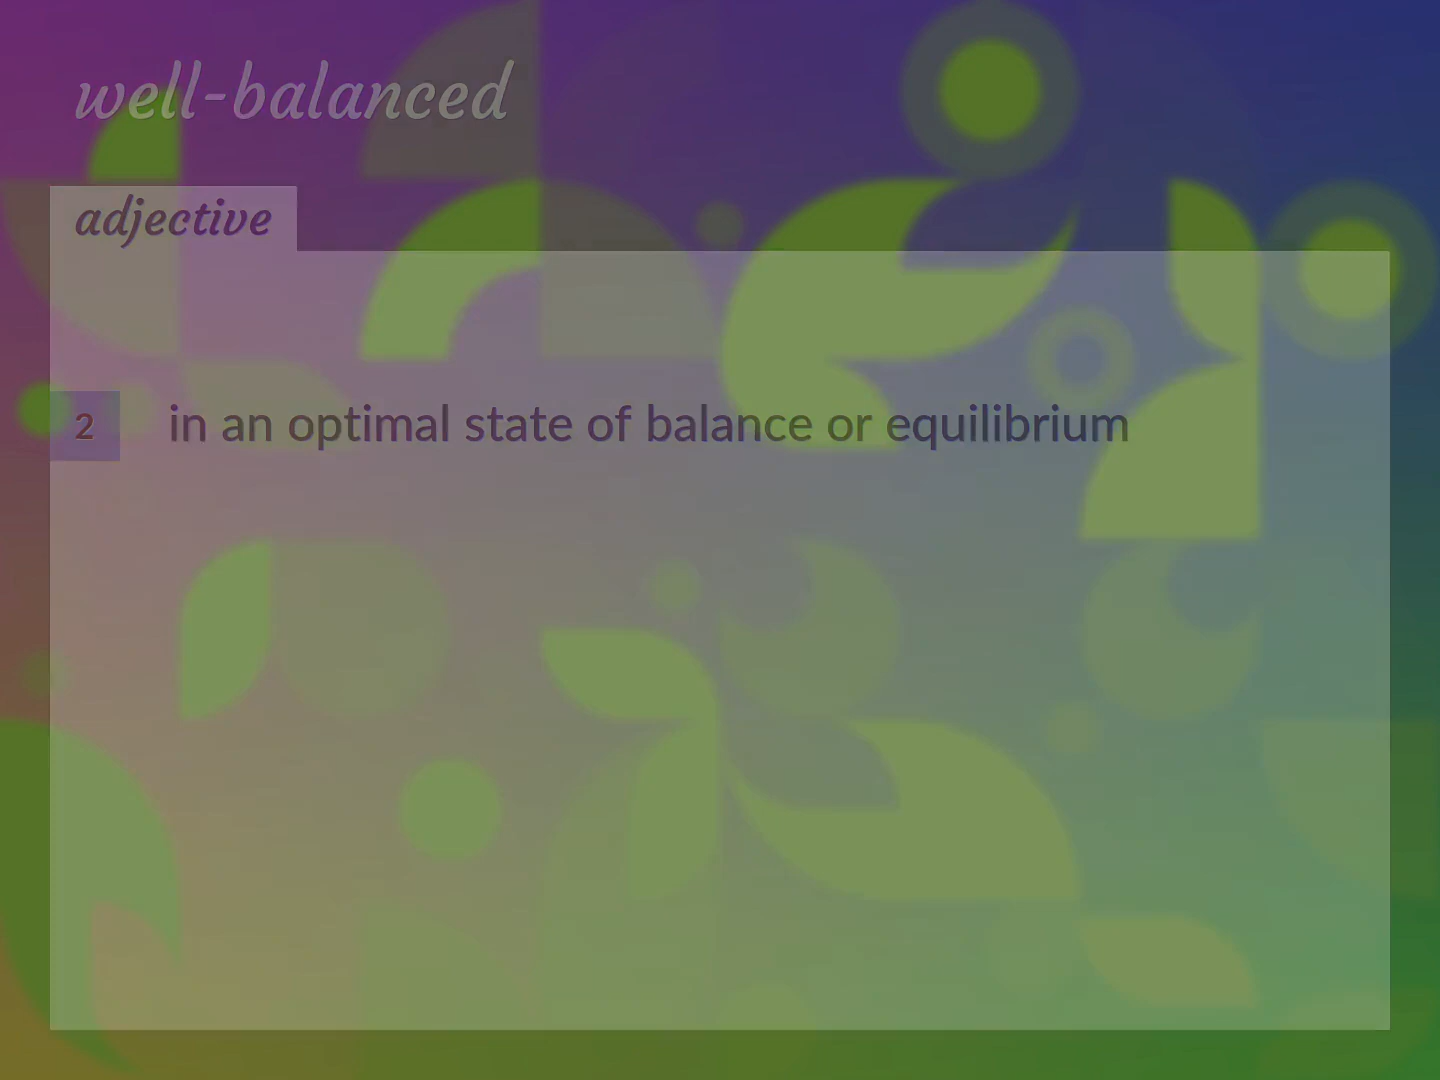 well-balanced
adjective
2 in an optimal state of balance or equilibrium